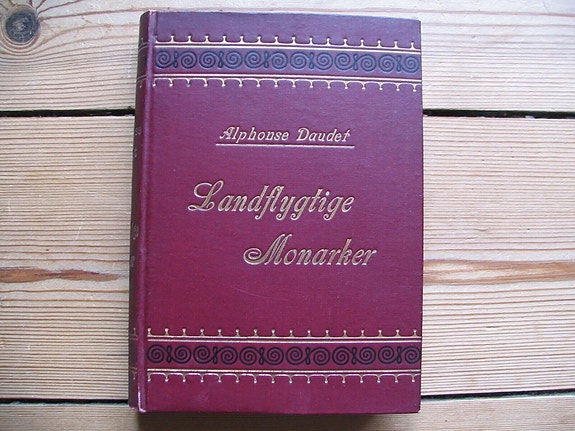 Alphonse Daudet
Landflygtige
Monarker